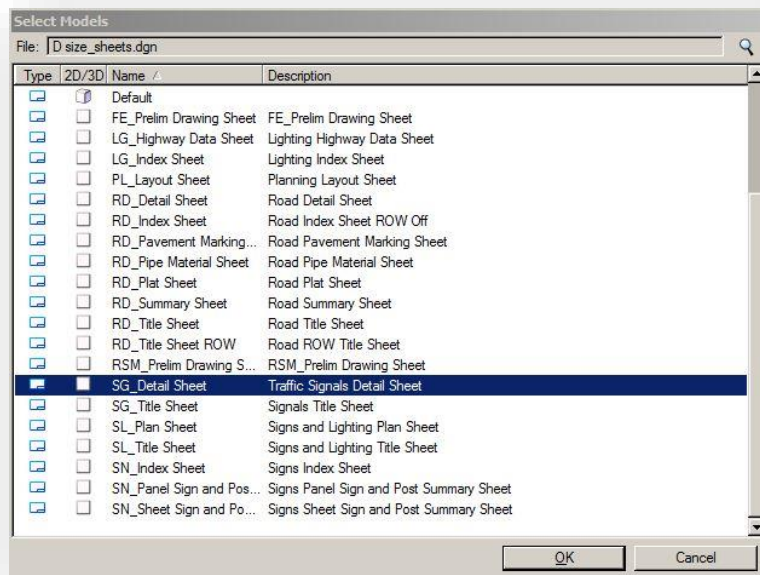 Select Models
File: D size_sheets.dgn
Type 2D/3D Name Description
Default
FE_Prelim Drawing Sheet FE_Prelim Drawing Sheet
LG_Highway Data Sheet Lighting Highway Data Sheet
LG_Index Sheet Lighting Index Sheet
PL_Layout Sheet Planning Layout Sheet
RD_Detail Sheet Road Detail Sheet
RD_Index Sheet Road Index Sheet ROW Off
RD_Pavement Marking... Road Pavement Marking Sheet
RD_Pipe Material Sheet Road Pipe Material Sheet
RD_Plat Sheet Road Plat Sheet
RD_Summary Sheet Road Summary Sheet
RD_Title Sheet Road Title Sheet
RD_Title Sheet ROW Road ROW Title Sheet
RSM_Prelim Drawing S... RSM_Prelim Drawing Sheet
SG_Detail Sheet Traffic Signals Detail Sheet
SG_Title Sheet Signals Title Sheet
SL_Plan Sheet Signs and Lighting Plan Sheet
SL_Title Sheet Signs and Lighting Title Sheet
SN_Index Sheet Signs Index Sheet
SN_Panel Sign and Pos... Signs Panel Sign and Post Summary Sheet
SN_Sheet Sign and Po... Signs Sheet Sign and Post Summary Sheet
OK Cancel